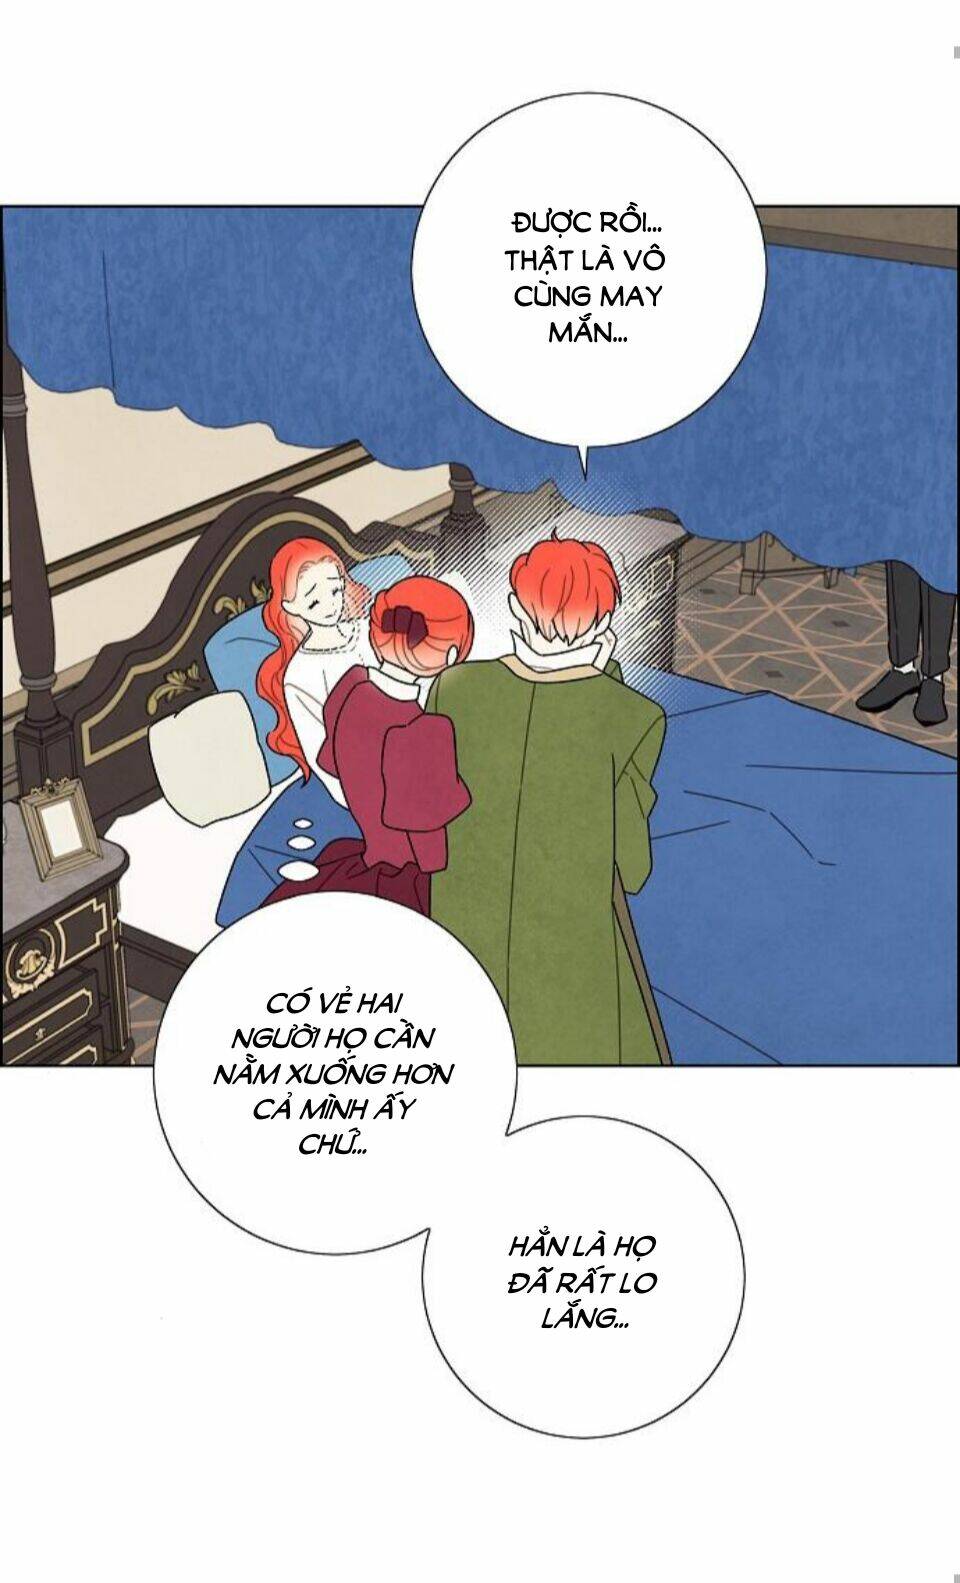 ĐƯỢC RỒI...
THẬT LÀ VÔ
CÙNG MAY
MẮN...
CÓ VẺ HAI
NGƯỜI HỌ CẦN
NẰM XUỐNG HƠN
CẢ MÌNH ẤY
CHỨ...
HẲN LÀ HỌ
ĐÃ RẤT LO
LẮNG...